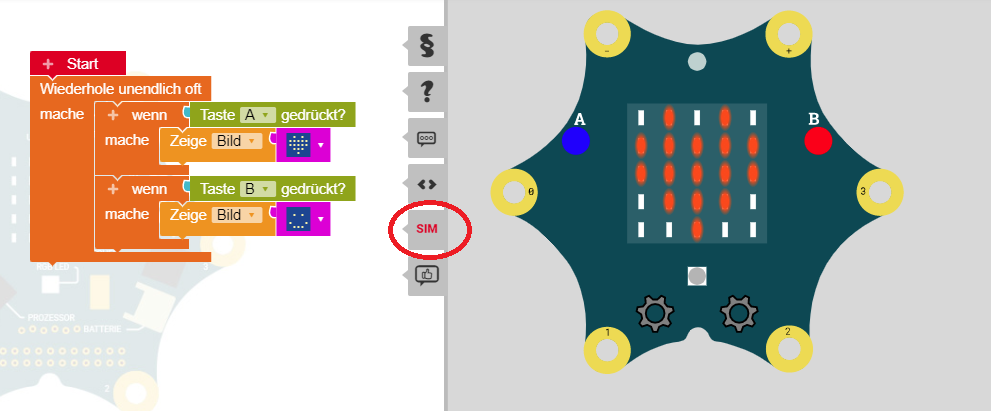 + Start
Wiederhole unendlich oft
mache
+ wenn
Taste A gedrückt?
mache
Zeige Bild
+ wenn
Taste B gedrückt?
mache
Zeige Bild
PROZESSOR
BATTERIE
3
2
§
?
SIM
-
+
A
B
0
3
1
2